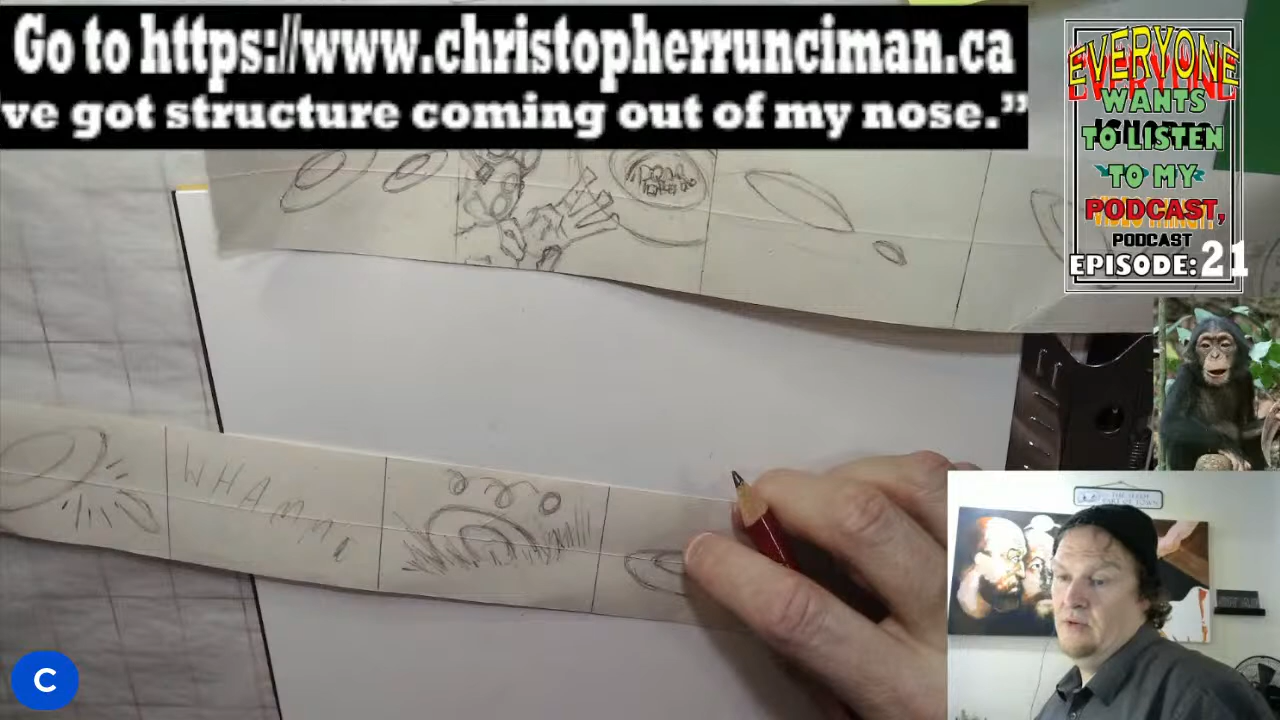 Go to https://www.christopherrunciman.ca
ve got structure coming out of my nose.”
EVERYONE
WANTS
TO LISTEN
TO MY
PODCAST,
PODCAST
EPISODE: 21
WHAMMM
C